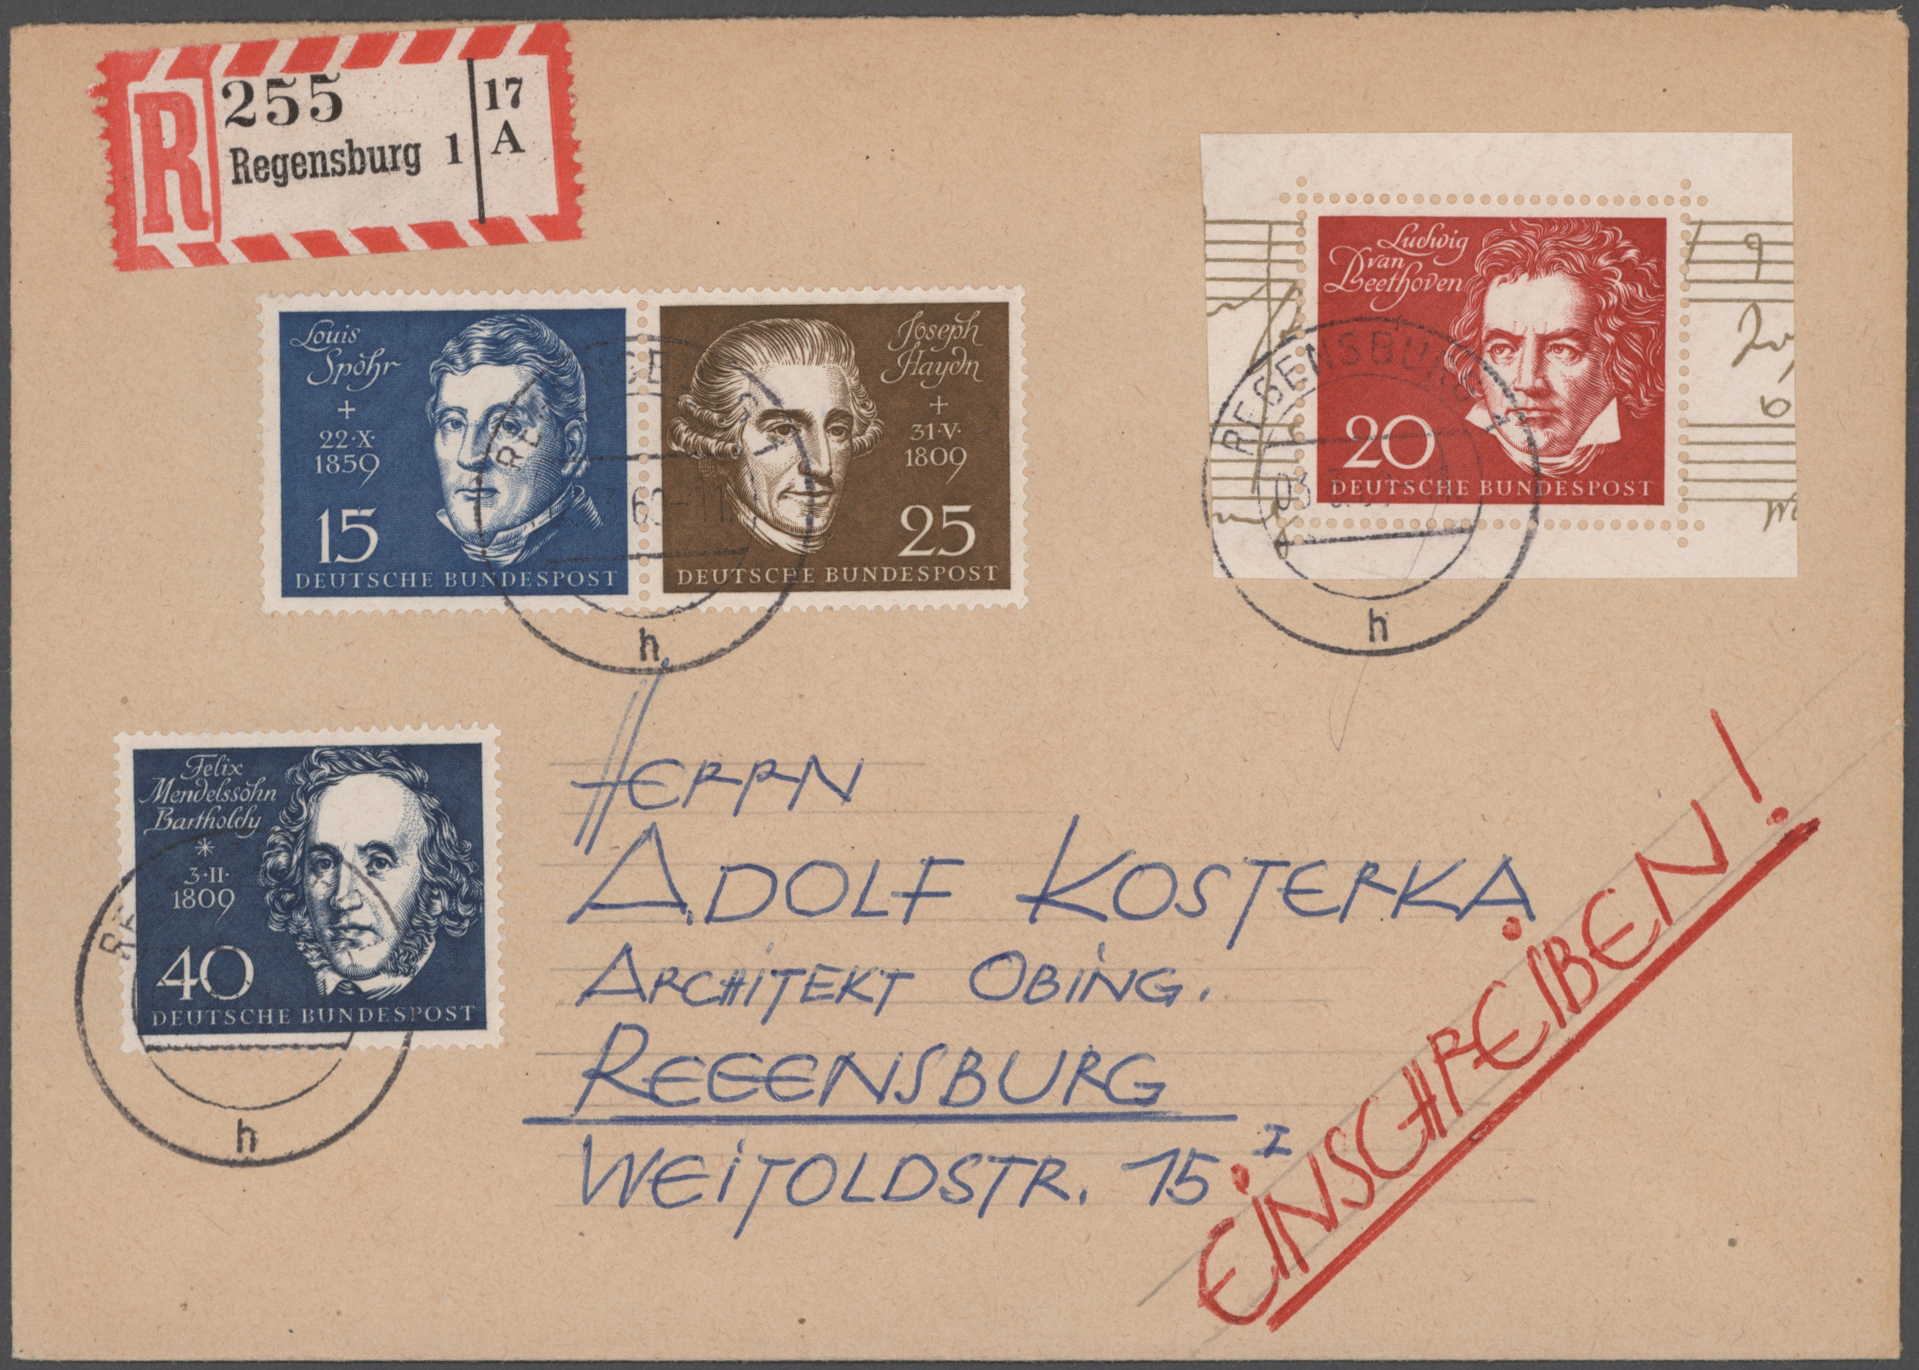 R
255
Regensburg 1
17
A
Louis
Spohr
+
22·X·
1859
15
DEUTSCHE BUNDESPOST
Joseph
Haydn
+
31·V·
1809
25
DEUTSCHE BUNDESPOST
h
Ludwig
van
Beethoven
20
DEUTSCHE BUNDESPOST
REGENSBURG 1
h
Felix
Mendelssohn
Bartholdy
*
3·II·
1809
40
DEUTSCHE BUNDESPOST
h
HERRN
ADOLF KOSTERKA
ARCHITEKT OBING.
REGENSBURG
WEITOLDSTR. 15 I
EINSCHREIBEN!